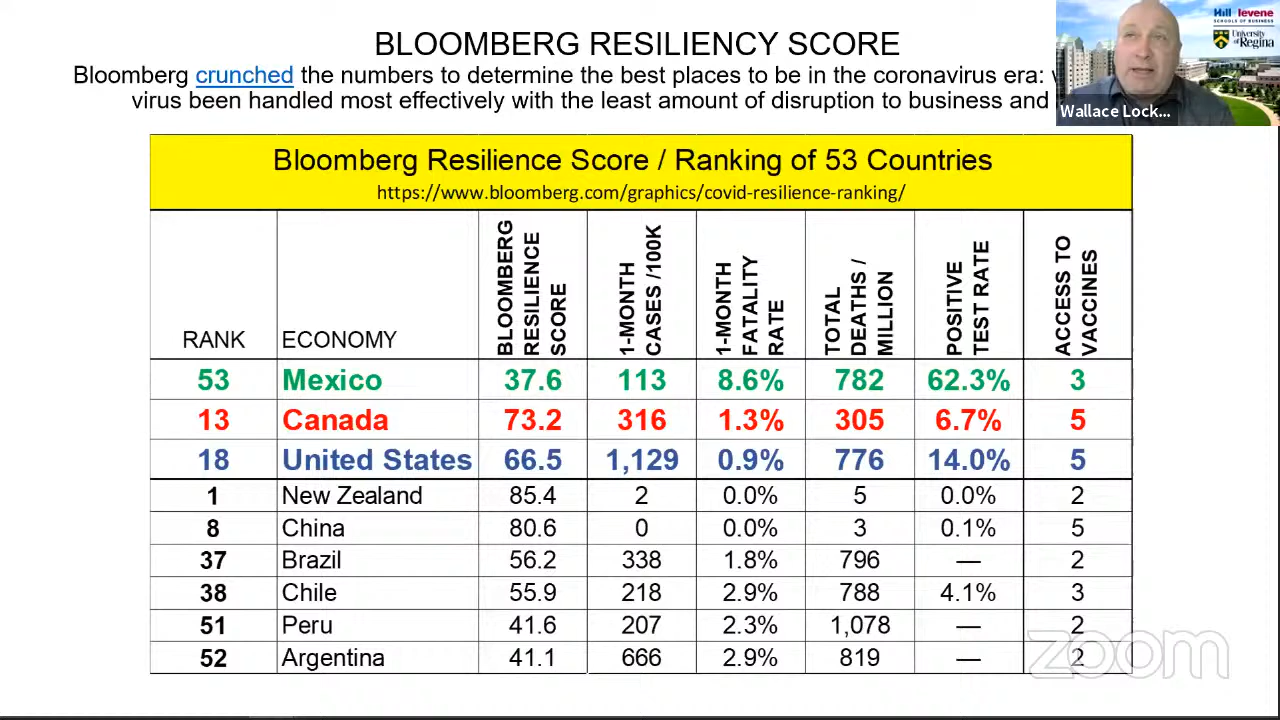 BLOOMBERG RESILIENCY SCORE
Bloomberg crunched the numbers to determine the best places to be in the coronavirus era:
virus been handled most effectively with the least amount of disruption to business and
Hill levene
SCHOOLS OF BUSINESS
University of Regina
Wallace Lock...
Bloomberg Resilience Score / Ranking of 53 Countries
https://www.bloomberg.com/graphics/covid-resilience-ranking/
RANK ECONOMY BLOOMBERG RESILIENCE SCORE 1-MONTH CASES /100K 1-MONTH FATALITY RATE TOTAL DEATHS / MILLION POSITIVE TEST RATE ACCESS TO VACCINES
53 Mexico 37.6 113 8.6% 782 62.3% 3
13 Canada 73.2 316 1.3% 305 6.7% 5
18 United States 66.5 1,129 0.9% 776 14.0% 5
1 New Zealand 85.4 2 0.0% 5 0.0% 2
8 China 80.6 0 0.0% 3 0.1% 5
37 Brazil 56.2 338 1.8% 796 — 2
38 Chile 55.9 218 2.9% 788 4.1% 3
51 Peru 41.6 207 2.3% 1,078 — 2
52 Argentina 41.1 666 2.9% 819 — 2
zoom